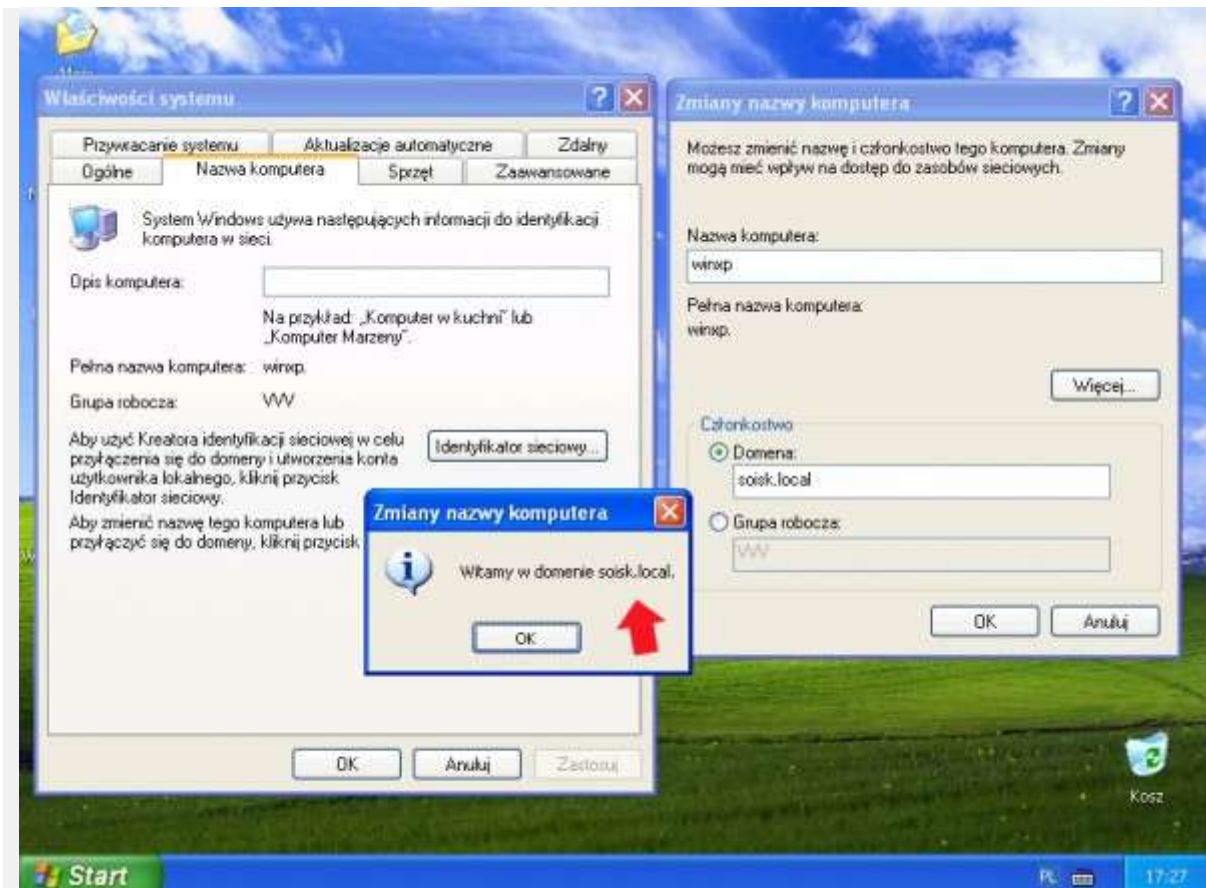 Właściwości systemu
Przywracanie systemu
Aktualizacje automatyczne
Zdalny
Ogólne
Nazwa komputera
Sprzęt
Zaawansowane
System Windows używa następujących informacji do identyfikacji
komputera w sieci.
Opis komputera:
Na przykład: „Komputer w kuchni” lub
„Komputer Marzeny”.
Pełna nazwa komputera: winxp.
Grupa robocza: VVV
Aby użyć Kreatora identyfikacji sieciowej w celu
przyłączenia się do domeny i utworzenia konta
użytkownika lokalnego, kliknij przycisk
Identyfikator sieciowy.
Identyfikator sieciowy...
Aby zmienić nazwę tego komputera lub
przyłączyć się do domeny, kliknij przycisk
OK
Anuluj
Zastosuj
Zmiany nazwy komputera
Witamy w domenie soisk.local.
OK
Zmiany nazwy komputera
Możesz zmienić nazwę i członkostwo tego komputera. Zmiany
mogą mieć wpływ na dostęp do zasobów sieciowych.
Nazwa komputera:
winxp
Pełna nazwa komputera:
winxp.
Więcej...
Członkostwo
Domena:
soisk.local
Grupa robocza:
VVV
OK
Anuluj
Kosz
Start
PL
17:27